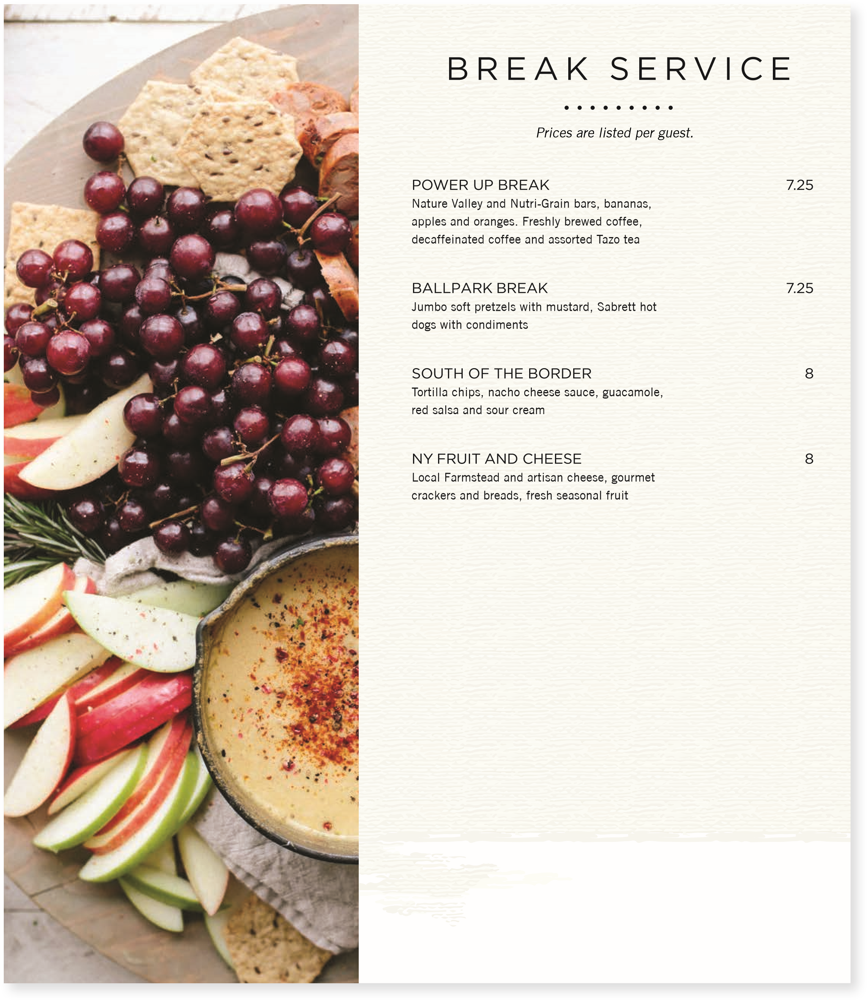 BREAK SERVICE
Prices are listed per guest.
POWER UP BREAK 7.25
Nature Valley and Nutri-Grain bars, bananas,
apples and oranges. Freshly brewed coffee,
decaffeinated coffee and assorted Tazo tea
BALLPARK BREAK 7.25
Jumbo soft pretzels with mustard, Sabrett hot
dogs with condiments
SOUTH OF THE BORDER 8
Tortilla chips, nacho cheese sauce, guacamole,
red salsa and sour cream
NY FRUIT AND CHEESE 8
Local Farmstead and artisan cheese, gourmet
crackers and breads, fresh seasonal fruit